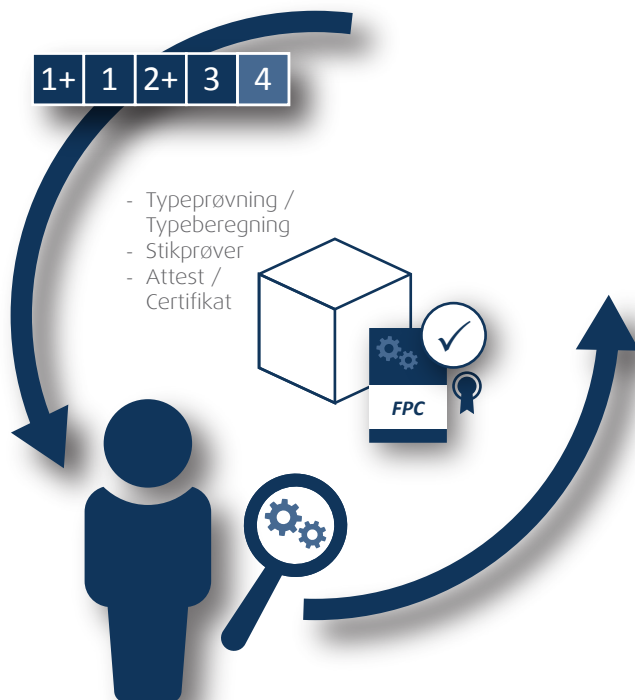 1+ 1 2+ 3 4
- Typeprøvning /
Typeberegning
- Stikprøver
- Attest /
Certifikat
FPC